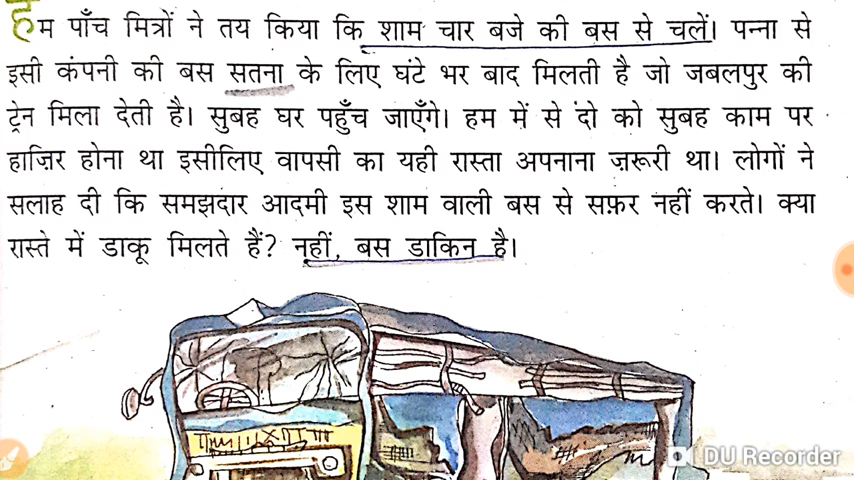 हम पाँच मित्रों ने तय किया कि शाम चार बजे की बस से चलें। पन्ना से
इसी कंपनी की बस सतना के लिए घंटे भर बाद मिलती है जो जबलपुर की
ट्रेन मिला देती है। सुबह घर पहुँच जाएँगे। हम में से दो को सुबह काम पर
हाज़िर होना था इसीलिए वापसी का यही रास्ता अपनाना ज़रूरी था। लोगों ने
सलाह दी कि समझदार आदमी इस शाम वाली बस से सफ़र नहीं करते। क्या
रास्ते में डाकू मिलते हैं? नहीं, बस डाकिन है।
DU Recorder